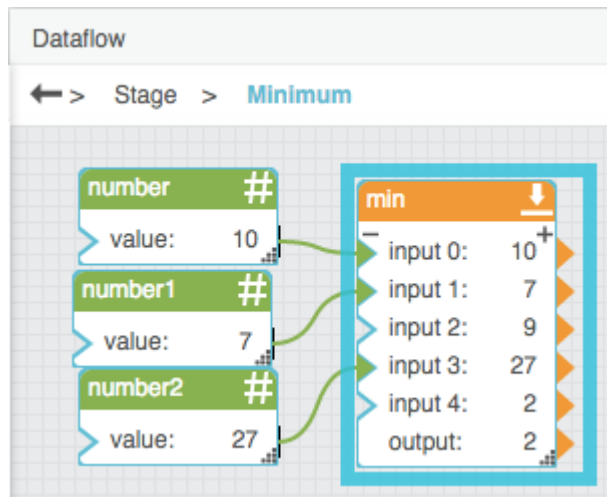 Dataflow
← > Stage > Minimum
number #
value: 10
number1 #
value: 7
number2 #
value: 27
min
− +
input 0: 10
input 1: 7
input 2: 9
input 3: 27
input 4: 2
output: 2